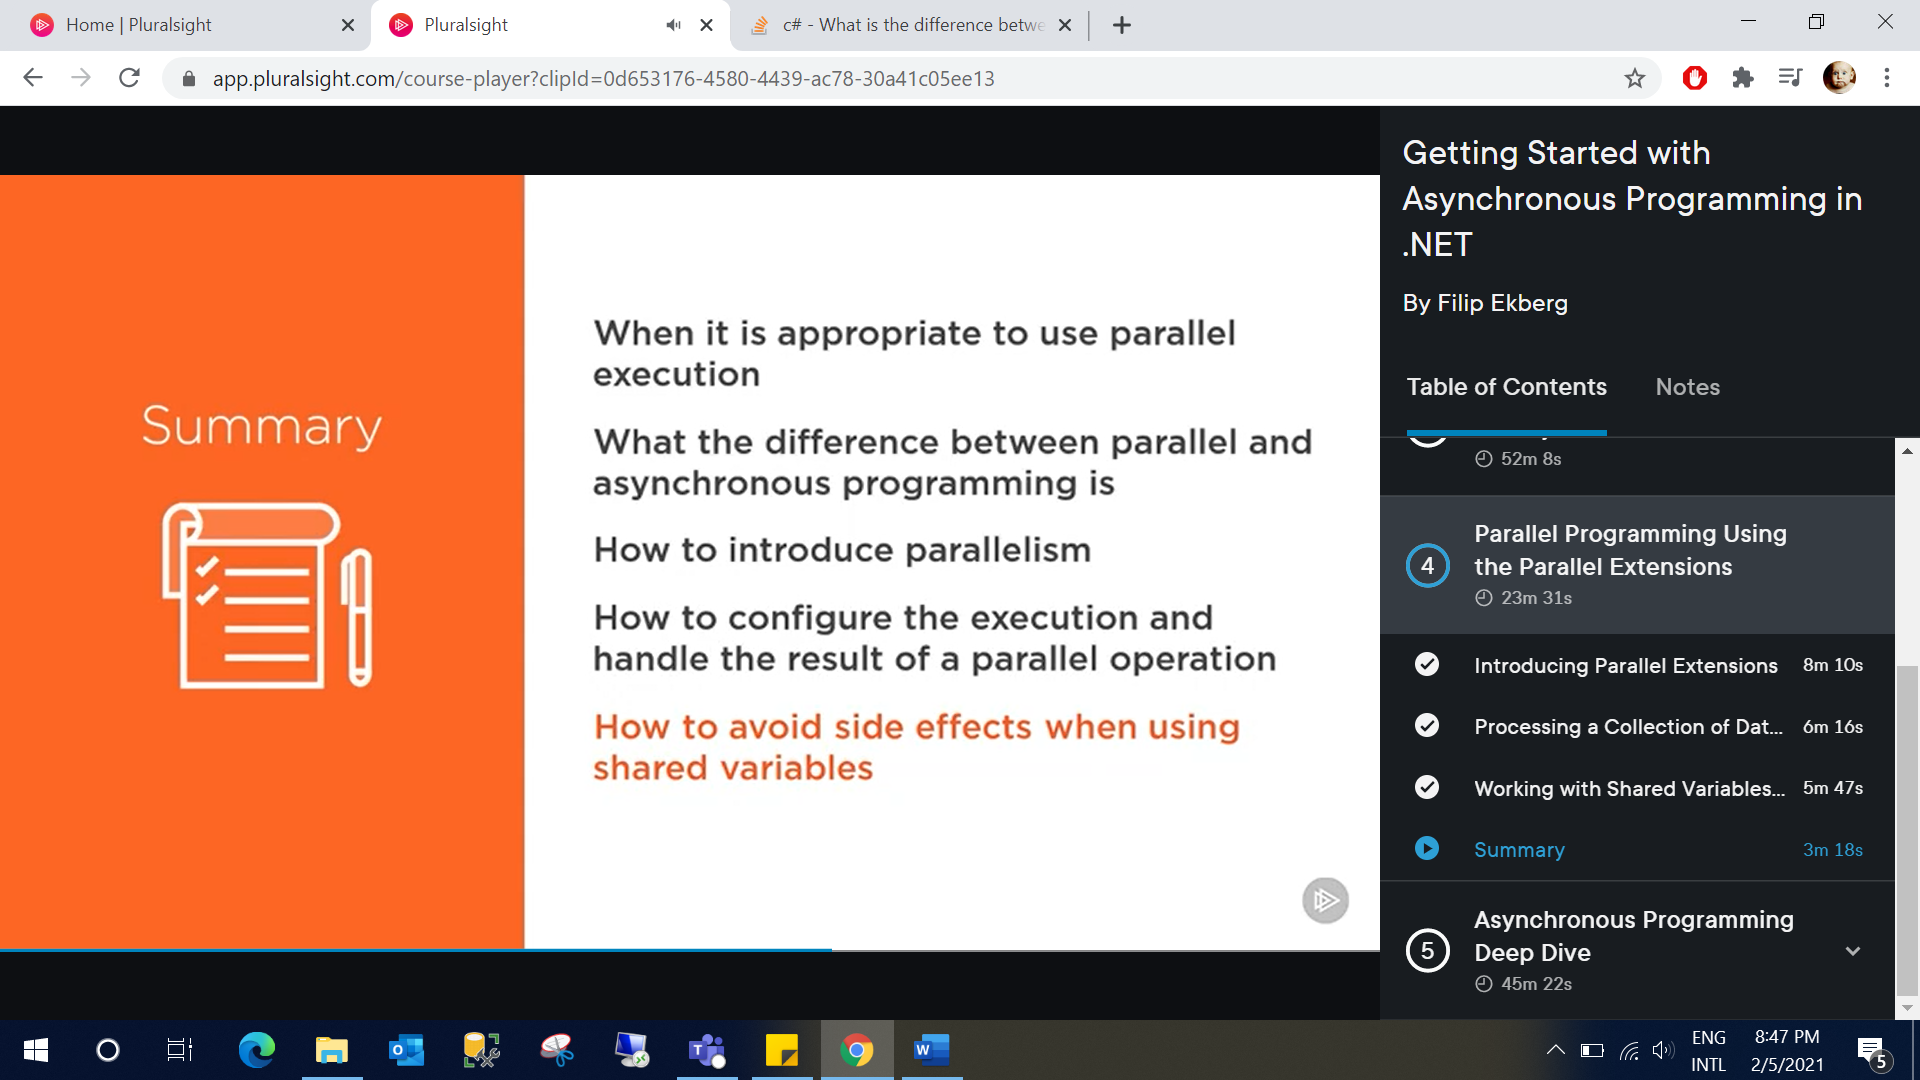 Home | Pluralsight
Pluralsight
c# - What is the difference betwe
app.pluralsight.com/course-player?clipId=0d653176-4580-4439-ac78-30a41c05ee13
Summary
When it is appropriate to use parallel
execution
What the difference between parallel and
asynchronous programming is
How to introduce parallelism
How to configure the execution and
handle the result of a parallel operation
How to avoid side effects when using
shared variables
Getting Started with
Asynchronous Programming in
.NET
By Filip Ekberg
Table of Contents
Notes
52m 8s
4
Parallel Programming Using
the Parallel Extensions
23m 31s
Introducing Parallel Extensions 8m 10s
Processing a Collection of Dat... 6m 16s
Working with Shared Variables... 5m 47s
Summary 3m 18s
5
Asynchronous Programming
Deep Dive
45m 22s
ENG
INTL
8:47 PM
2/5/2021
5